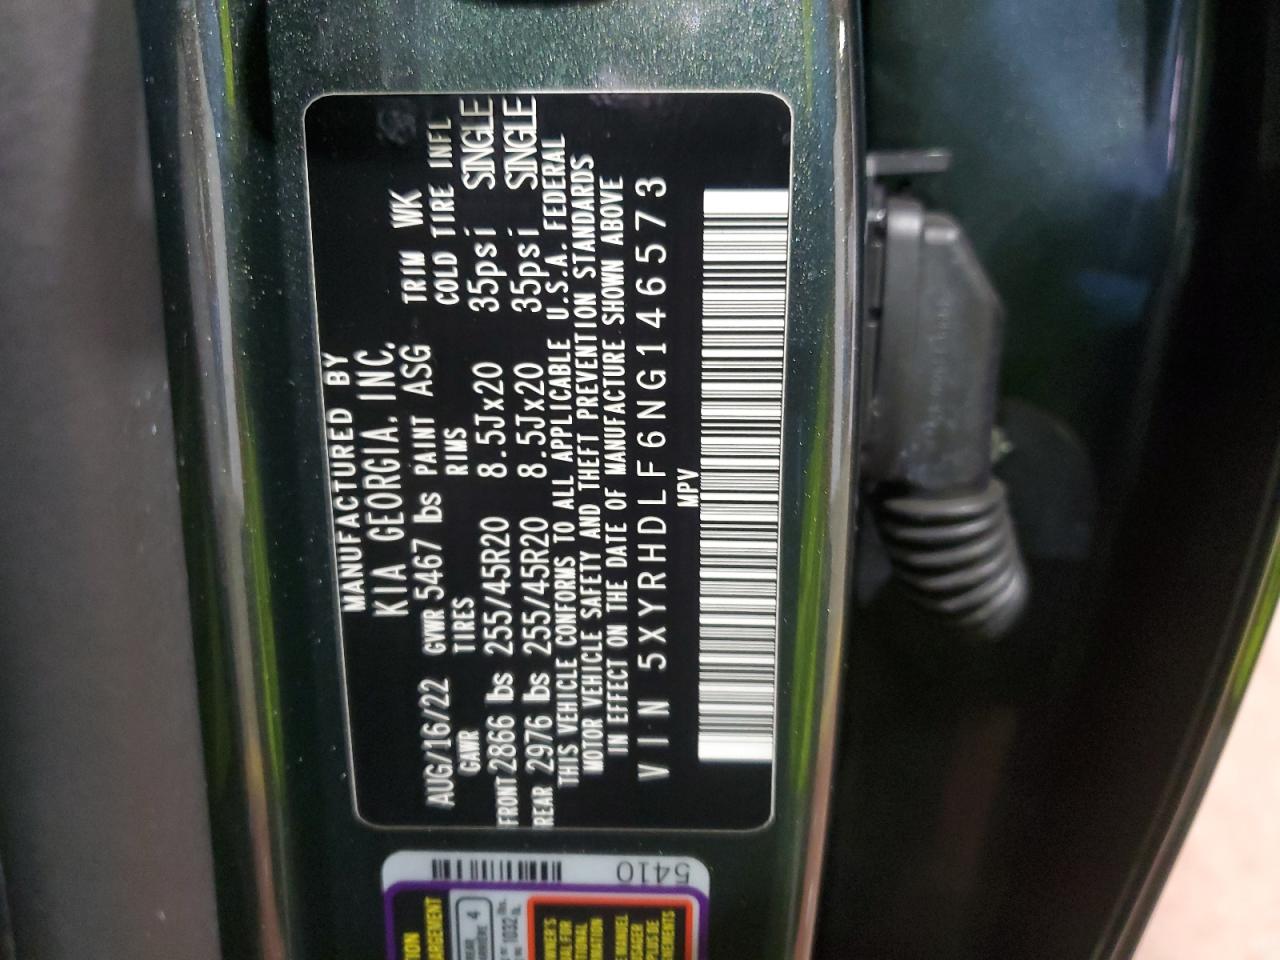 MANUFACTURED BY
KIA GEORGIA. INC.
AUG/16/22 GVWR 5467 lbs PAINT ASG TRIM WK
GAWR TIRES RIMS COLD TIRE INFL
FRONT 2866 lbs 255/45R20 8.5Jx20 35psi SINGLE
REAR 2976 lbs 255/45R20 8.5Jx20 35psi SINGLE
THIS VEHICLE CONFORMS TO ALL APPLICABLE U.S.A. FEDERAL
MOTOR VEHICLE SAFETY AND THEFT PREVENTION STANDARDS
IN EFFECT ON THE DATE OF MANUFACTURE SHOWN ABOVE
VIN 5XYRHDLF6NG146573
MPV
5410
4
1032 lbs.